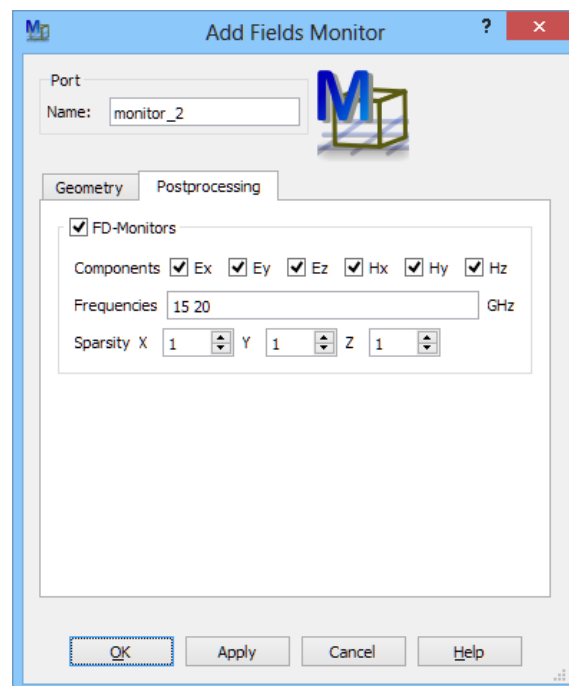 Add Fields Monitor ? ×
Port
Name: monitor_2
M
Geometry Postprocessing
FD-Monitors
Components Ex Ey Ez Hx Hy Hz
Frequencies 15 20 GHz
Sparsity X 1 Y 1 Z 1
OK Apply Cancel Help